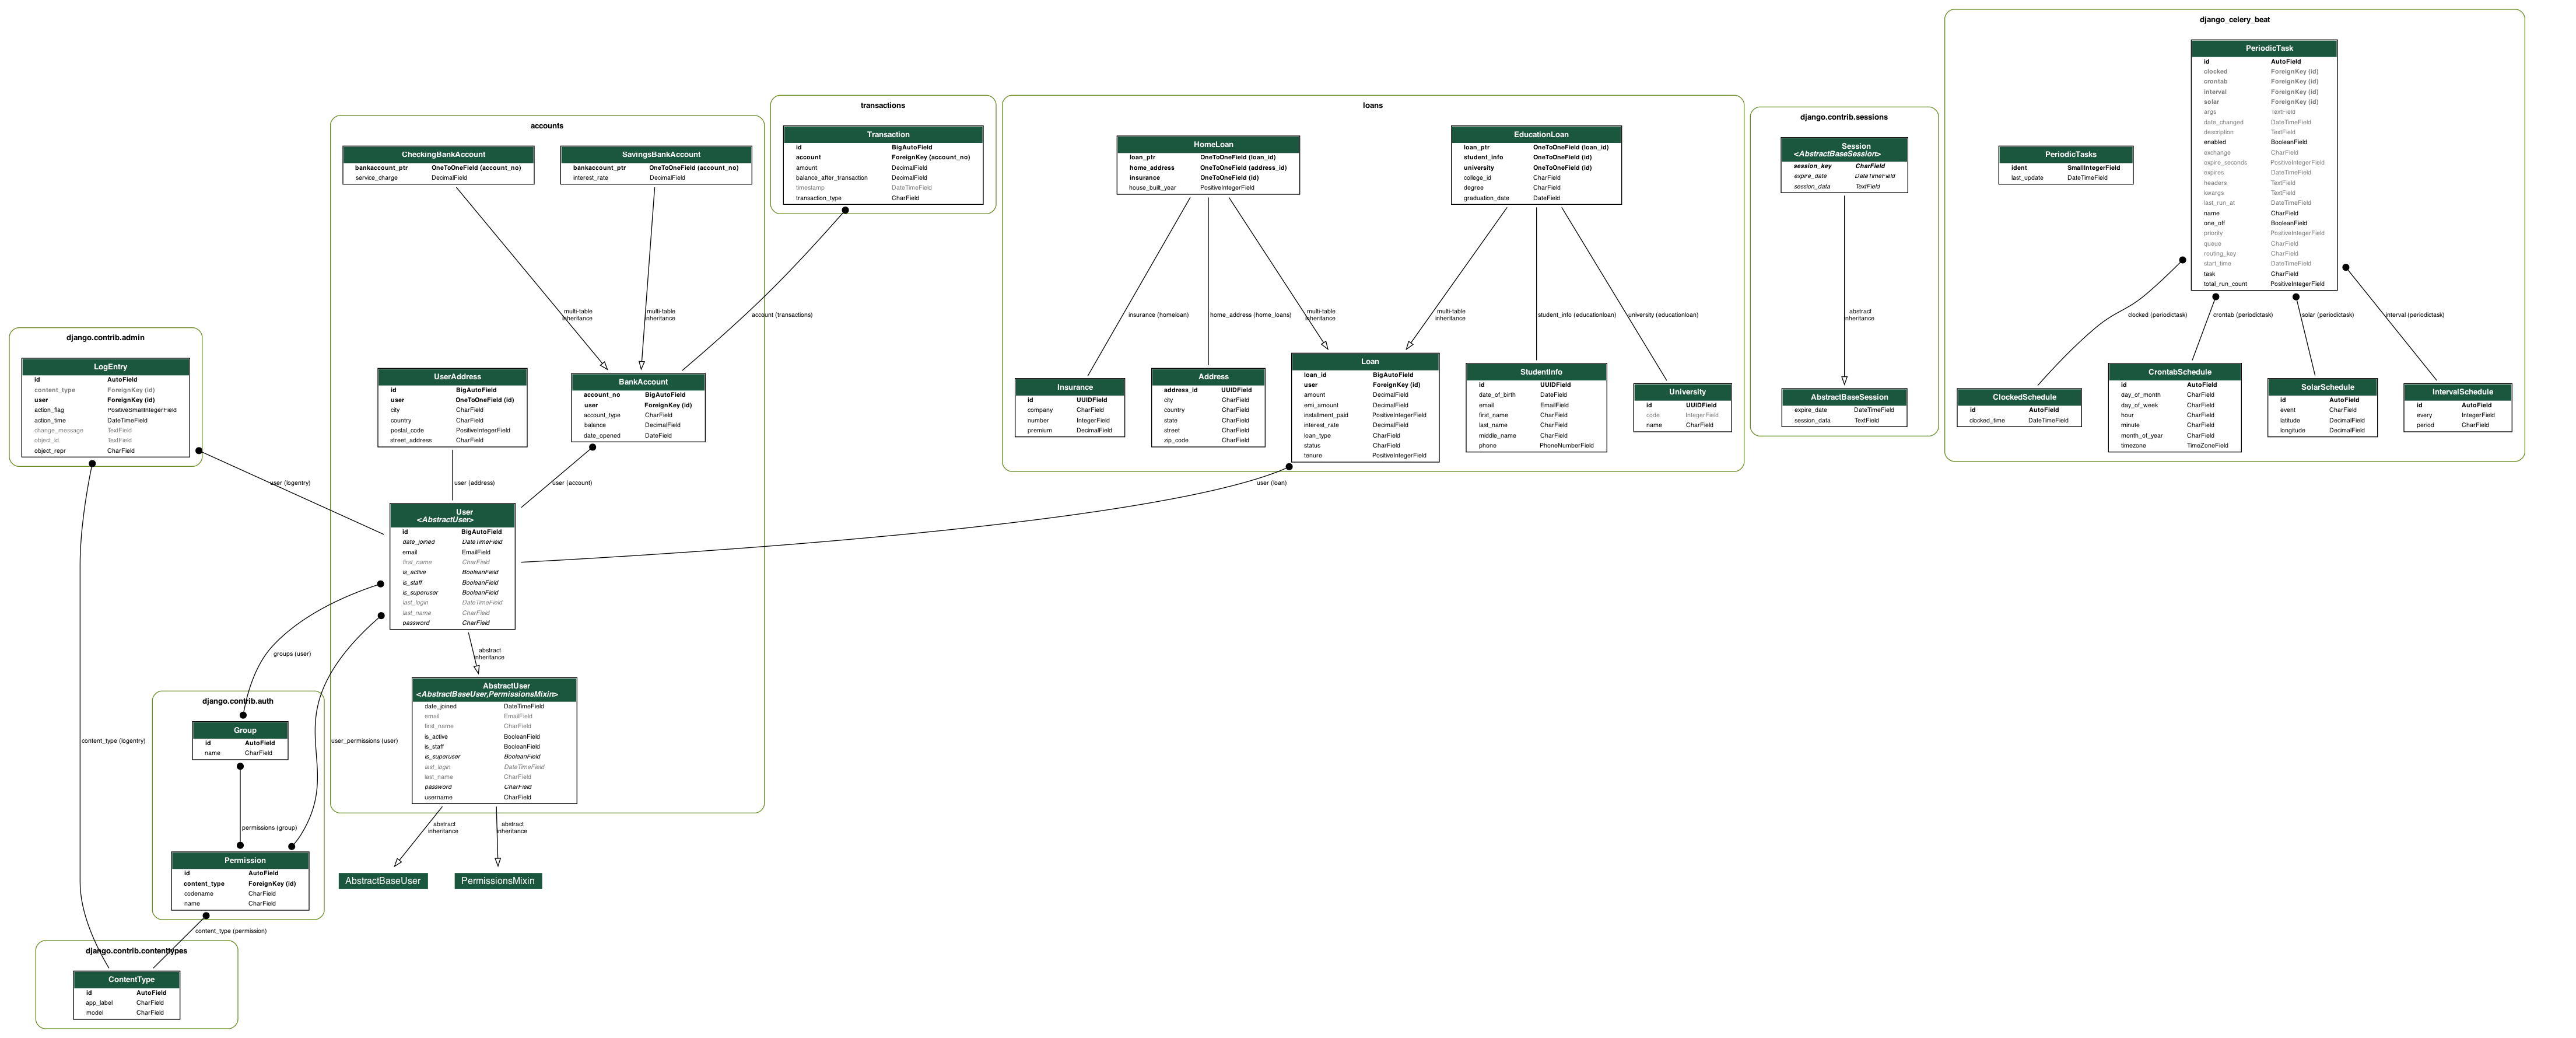 django_celery_beat
PeriodicTask
id AutoField
clocked ForeignKey (id)
crontab ForeignKey (id)
interval ForeignKey (id)
solar ForeignKey (id)
args TextField
date_changed DateTimeField
description TextField
enabled BooleanField
exchange CharField
expire_seconds PositiveIntegerField
expires DateTimeField
headers TextField
kwargs TextField
last_run_at DateTimeField
name CharField
one_off BooleanField
priority PositiveIntegerField
queue CharField
routing_key CharField
start_time DateTimeField
task CharField
total_run_count PositiveIntegerField
PeriodicTasks
ident SmallIntegerField
last_update DateTimeField
clocked (periodictask)
crontab (periodictask)
solar (periodictask)
interval (periodictask)
ClockedSchedule
id AutoField
clocked_time DateTimeField
CrontabSchedule
id AutoField
day_of_month CharField
day_of_week CharField
hour CharField
minute CharField
month_of_year CharField
timezone TimeZoneField
SolarSchedule
id AutoField
event CharField
latitude DecimalField
longitude DecimalField
IntervalSchedule
id AutoField
every IntegerField
period CharField
django.contrib.sessions
Session
<AbstractBaseSession>
session_key CharField
expire_date DateTimeField
session_data TextField
abstract
inheritance
AbstractBaseSession
expire_date DateTimeField
session_data TextField
loans
HomeLoan
loan_ptr OneToOneField (loan_id)
home_address OneToOneField (address_id)
insurance OneToOneField (id)
house_built_year PositiveIntegerField
EducationLoan
loan_ptr OneToOneField (loan_id)
student_info OneToOneField (id)
university OneToOneField (id)
college_id CharField
degree CharField
graduation_date DateField
insurance (homeloan)
home_address (home_loans)
multi-table
inheritance
multi-table
inheritance
student_info (educationloan)
university (educationloan)
Insurance
id UUIDField
company CharField
number IntegerField
premium DecimalField
Address
address_id UUIDField
city CharField
country CharField
state CharField
street CharField
zip_code CharField
Loan
loan_id BigAutoField
user ForeignKey (id)
amount DecimalField
emi_amount DecimalField
installment_paid PositiveIntegerField
interest_rate DecimalField
loan_type CharField
status CharField
tenure PositiveIntegerField
StudentInfo
id UUIDField
date_of_birth DateField
email EmailField
first_name CharField
last_name CharField
middle_name CharField
phone PhoneNumberField
University
id UUIDField
code IntegerField
name CharField
user (loan)
transactions
Transaction
id BigAutoField
account ForeignKey (account_no)
amount DecimalField
balance_after_transaction DecimalField
timestamp DateTimeField
transaction_type CharField
account (transactions)
accounts
CheckingBankAccount
bankaccount_ptr OneToOneField (account_no)
service_charge DecimalField
SavingsBankAccount
bankaccount_ptr OneToOneField (account_no)
interest_rate DecimalField
multi-table
inheritance
multi-table
inheritance
UserAddress
id BigAutoField
user OneToOneField (id)
city CharField
country CharField
postal_code PositiveIntegerField
street_address CharField
BankAccount
account_no BigAutoField
user ForeignKey (id)
account_type CharField
balance DecimalField
date_opened DateField
user (address)
user (account)
User
<AbstractUser>
id BigAutoField
date_joined DateTimeField
email EmailField
first_name CharField
is_active BooleanField
is_staff BooleanField
is_superuser BooleanField
last_login DateTimeField
last_name CharField
password CharField
abstract
inheritance
AbstractUser
<AbstractBaseUser,PermissionsMixin>
date_joined DateTimeField
email EmailField
first_name CharField
is_active BooleanField
is_staff BooleanField
is_superuser BooleanField
last_login DateTimeField
last_name CharField
password CharField
username CharField
abstract
inheritance
abstract
inheritance
AbstractBaseUser
PermissionsMixin
django.contrib.admin
LogEntry
id AutoField
content_type ForeignKey (id)
user ForeignKey (id)
action_flag PositiveSmallIntegerField
action_time DateTimeField
change_message TextField
object_id TextField
object_repr CharField
user (logentry)
content_type (logentry)
groups (user)
user_permissions (user)
django.contrib.auth
Group
id AutoField
name CharField
permissions (group)
Permission
id AutoField
content_type ForeignKey (id)
codename CharField
name CharField
content_type (permission)
django.contrib.contenttypes
ContentType
id AutoField
app_label CharField
model CharField